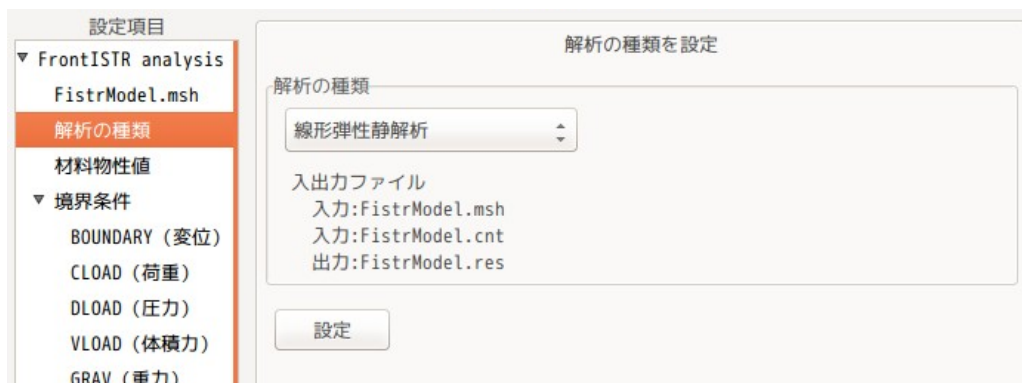 設定項目
FrontISTR analysis
FistrModel.msh
解析の種類
材料物性値
境界条件
BOUNDARY (変位)
CLOAD (荷重)
DLOAD (圧力)
VLOAD (体積力)
GRAV (重力)
解析の種類を設定
解析の種類
線形弾性静解析
入出力ファイル
入力:FistrModel.msh
入力:FistrModel.cnt
出力:FistrModel.res
設定